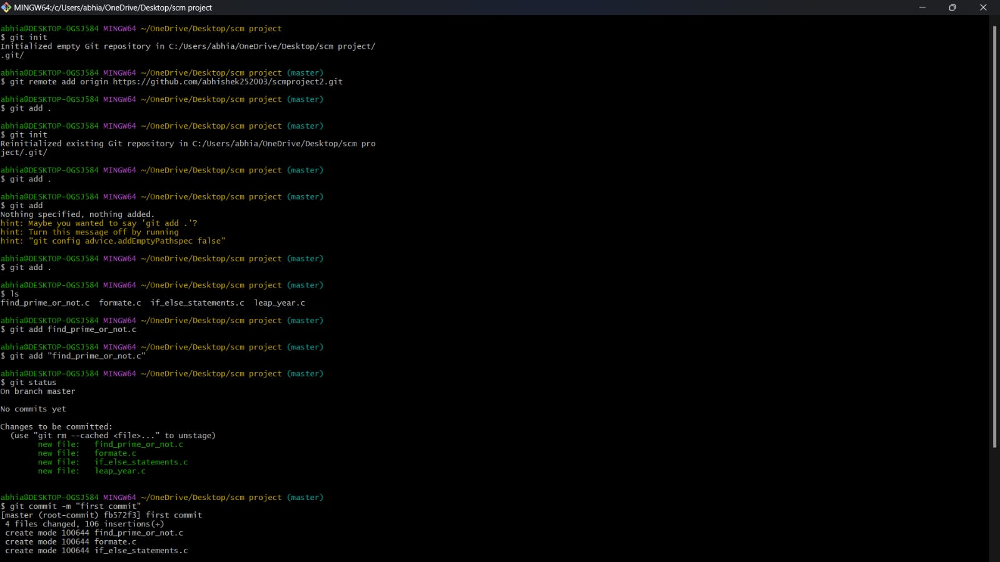 MINGW64:/c/Users/abhia/OneDrive/Desktop/scm project
abhia@DESKTOP-OGSJ584 MINGW64 ~/OneDrive/Desktop/scm project
$ git init
Initialized empty Git repository in C:/Users/abhia/OneDrive/Desktop/scm project/
.git/
abhia@DESKTOP-OGSJ584 MINGW64 ~/OneDrive/Desktop/scm project (master)
$ git remote add origin https://github.com/abhishek252003/scmproject2.git
abhia@DESKTOP-OGSJ584 MINGW64 ~/OneDrive/Desktop/scm project (master)
$ git add .
abhia@DESKTOP-OGSJ584 MINGW64 ~/OneDrive/Desktop/scm project (master)
$ git init
Reinitialized existing Git repository in C:/Users/abhia/OneDrive/Desktop/scm pro
ject/.git/
abhia@DESKTOP-OGSJ584 MINGW64 ~/OneDrive/Desktop/scm project (master)
$ git add .
abhia@DESKTOP-OGSJ584 MINGW64 ~/OneDrive/Desktop/scm project (master)
$ git add
Nothing specified, nothing added.
hint: Maybe you wanted to say 'git add .'?
hint: Turn this message off by running
hint: "git config advice.addEmptyPathspec false"
abhia@DESKTOP-OGSJ584 MINGW64 ~/OneDrive/Desktop/scm project (master)
$ git add .
abhia@DESKTOP-OGSJ584 MINGW64 ~/OneDrive/Desktop/scm project (master)
$ ls
find_prime_or_not.c  formate.c  if_else_statements.c  leap_year.c
abhia@DESKTOP-OGSJ584 MINGW64 ~/OneDrive/Desktop/scm project (master)
$ git add find_prime_or_not.c
abhia@DESKTOP-OGSJ584 MINGW64 ~/OneDrive/Desktop/scm project (master)
$ git add "find_prime_or_not.c"
abhia@DESKTOP-OGSJ584 MINGW64 ~/OneDrive/Desktop/scm project (master)
$ git status
On branch master
No commits yet
Changes to be committed:
  (use "git rm --cached <file>..." to unstage)
        new file:   find_prime_or_not.c
        new file:   formate.c
        new file:   if_else_statements.c
        new file:   leap_year.c
abhia@DESKTOP-OGSJ584 MINGW64 ~/OneDrive/Desktop/scm project (master)
$ git commit -m "first commit"
[master (root-commit) fb572f3] first commit
 4 files changed, 106 insertions(+)
 create mode 100644 find_prime_or_not.c
 create mode 100644 formate.c
 create mode 100644 if_else_statements.c